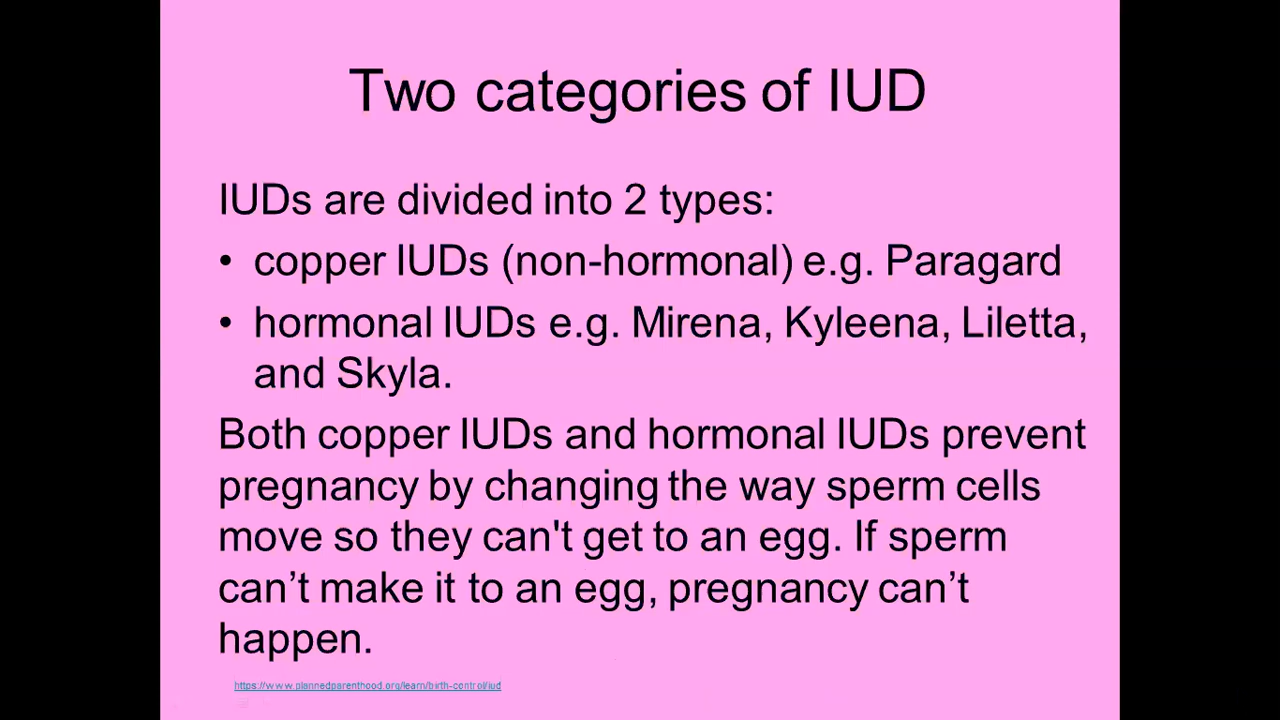 Two categories of IUD
IUDs are divided into 2 types:
• copper IUDs (non-hormonal) e.g. Paragard
• hormonal IUDs e.g. Mirena, Kyleena, Liletta,
and Skyla.
Both copper IUDs and hormonal IUDs prevent
pregnancy by changing the way sperm cells
move so they can't get to an egg. If sperm
can’t make it to an egg, pregnancy can’t
happen.
https://www.plannedparenthood.org/learn/birth-control/iud